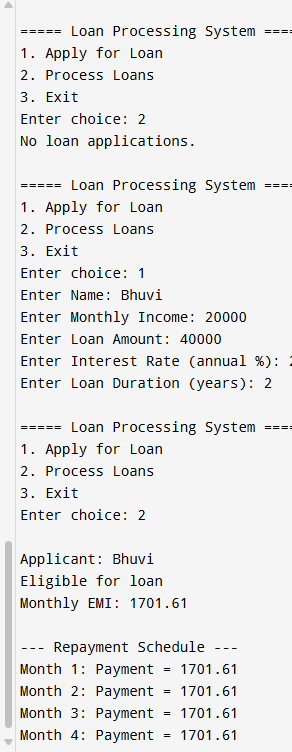 ===== Loan Processing System ====
1. Apply for Loan
2. Process Loans
3. Exit
Enter choice: 2
No loan applications.
===== Loan Processing System ====
1. Apply for Loan
2. Process Loans
3. Exit
Enter choice: 1
Enter Name: Bhuvi
Enter Monthly Income: 20000
Enter Loan Amount: 40000
Enter Interest Rate (annual %): 2
Enter Loan Duration (years): 2
===== Loan Processing System ====
1. Apply for Loan
2. Process Loans
3. Exit
Enter choice: 2
Applicant: Bhuvi
Eligible for loan
Monthly EMI: 1701.61
--- Repayment Schedule ---
Month 1: Payment = 1701.61
Month 2: Payment = 1701.61
Month 3: Payment = 1701.61
Month 4: Payment = 1701.61